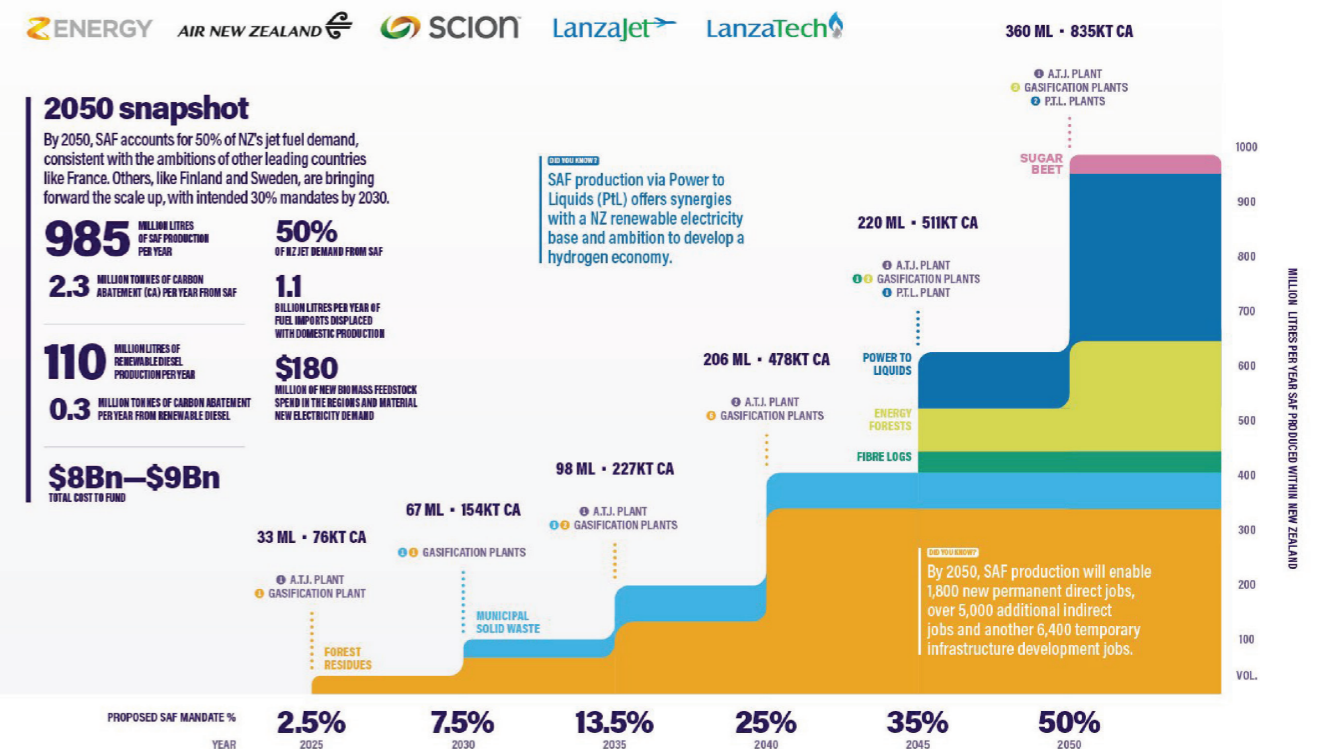 Z ENERGY
AIR NEW ZEALAND
SCION
LanzaJet
LanzaTech
2050 snapshot
By 2050, SAF accounts for 50% of NZ's jet fuel demand,
consistent with the ambitions of other leading countries
like France. Others, like Finland and Sweden, are bringing
forward the scale up, with intended 30% mandates by 2030.
985
MILLION LITRES
OF SAF PRODUCTION
PER YEAR
2.3
MILLION TONNES OF CARBON
ABATEMENT (CA) PER YEAR FROM SAF
110
MILLION LITRES OF
RENEWABLE DIESEL
PRODUCTION PER YEAR
0.3
MILLION TONNES OF CARBON ABATEMENT
PER YEAR FROM RENEWABLE DIESEL
$8Bn—$9Bn
TOTAL COST TO FUND
50%
OF NZ JET DEMAND FROM SAF
1.1
BILLION LITRES PER YEAR OF
FUEL IMPORTS DISPLACED
WITH DOMESTIC PRODUCTION
$180
MILLION OF NEW BIOMASS FEEDSTOCK
SPEND IN THE REGIONS AND MATERIAL
NEW ELECTRICITY DEMAND
DID YOU KNOW?
SAF production via Power to
Liquids (PtL) offers synergies
with a NZ renewable electricity
base and ambition to develop a
hydrogen economy.
33 ML • 76KT CA
A.T.J. PLANT
GASIFICATION PLANT
FOREST
RESIDUES
67 ML • 154KT CA
GASIFICATION PLANTS
MUNICIPAL
SOLID WASTE
98 ML • 227KT CA
A.T.J. PLANT
GASIFICATION PLANTS
206 ML • 478KT CA
A.T.J. PLANT
GASIFICATION PLANTS
220 ML • 511KT CA
A.T.J. PLANT
GASIFICATION PLANTS
P.T.L. PLANT
POWER TO
LIQUIDS
ENERGY
FORESTS
FIBRE LOGS
360 ML • 835KT CA
A.T.J. PLANT
GASIFICATION PLANTS
P.T.L. PLANTS
SUGAR
BEET
DID YOU KNOW?
By 2050, SAF production will enable
1,800 new permanent direct jobs,
over 5,000 additional indirect
jobs and another 6,400 temporary
infrastructure development jobs.
1000
900
800
700
600
500
400
300
200
100
VOL.
MILLION LITRES PER YEAR SAF PRODUCED WITHIN NEW ZEALAND
PROPOSED SAF MANDATE %
2.5%
7.5%
13.5%
25%
35%
50%
YEAR
2025
2030
2035
2040
2045
2050